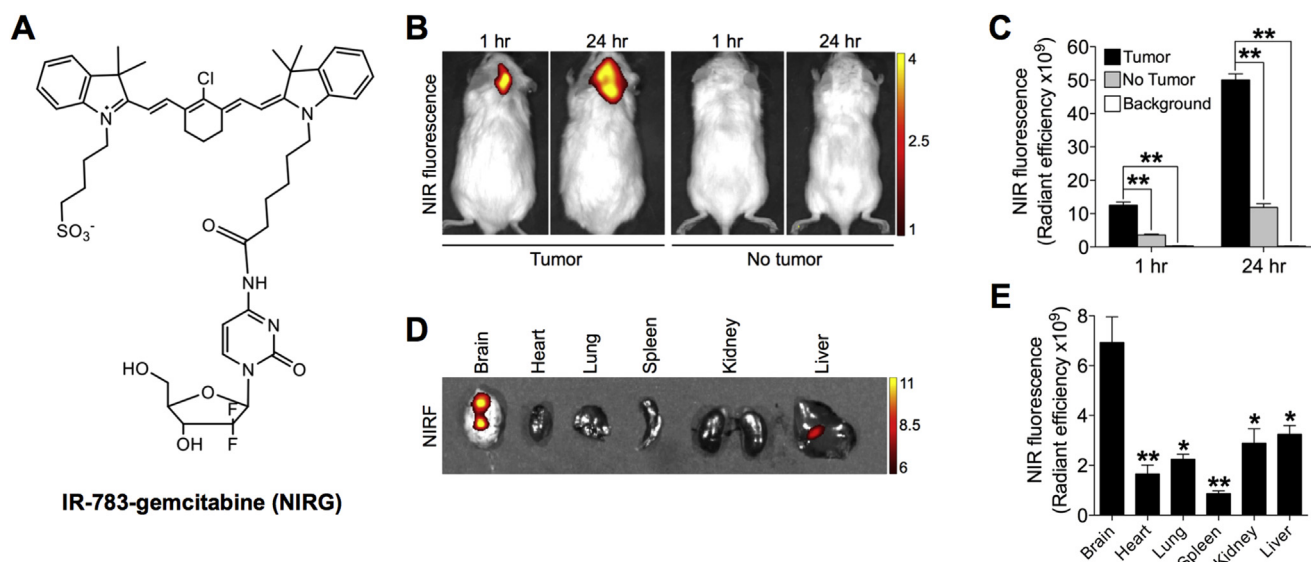 A
Cl
N+
N
SO3-
O
NH
N
N
O
HO
O
F
F
OH
IR-783-gemcitabine (NIRG)
B
1 hr
24 hr
1 hr
24 hr
NIR fluorescence
4
2.5
1
Tumor
No tumor
C
NIR fluorescence
(Radiant efficiency x10⁹)
60
50
40
30
20
10
0
Tumor
No Tumor
Background
**
**
**
**
1 hr
24 hr
D
Brain
Heart
Lung
Spleen
Kidney
Liver
NIRF
11
8.5
6
E
NIR fluorescence
(Radiant efficiency x10⁹)
8
6
4
2
0
**
*
**
*
*
Brain
Heart
Lung
Spleen
Kidney
Liver